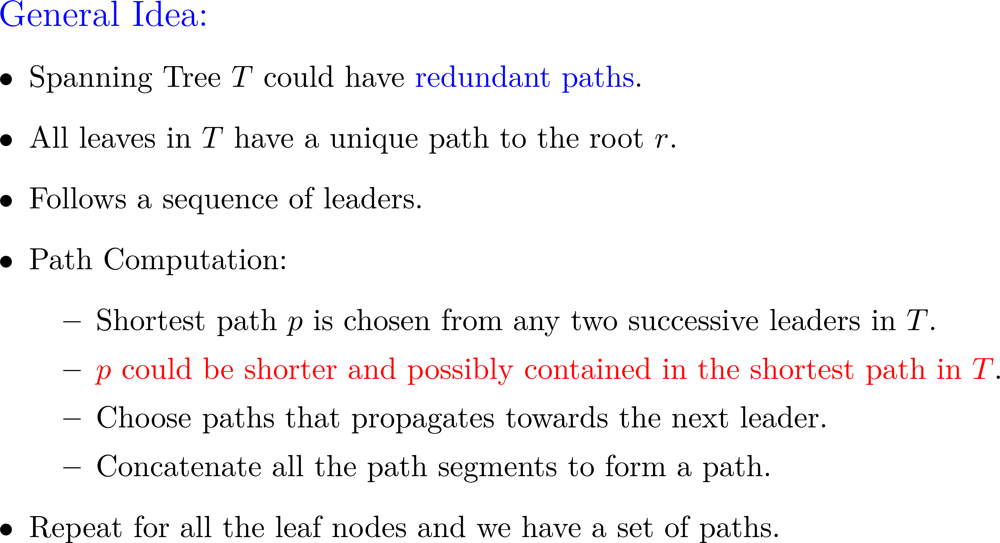 General Idea:
• Spanning Tree T could have redundant paths.
• All leaves in T have a unique path to the root r.
• Follows a sequence of leaders.
• Path Computation:
– Shortest path p is chosen from any two successive leaders in T.
– p could be shorter and possibly contained in the shortest path in T.
– Choose paths that propagates towards the next leader.
– Concatenate all the path segments to form a path.
• Repeat for all the leaf nodes and we have a set of paths.